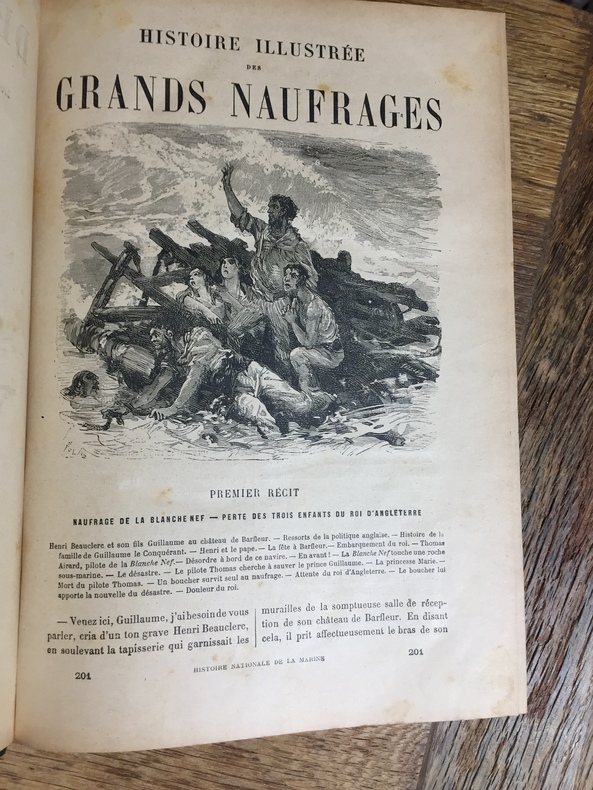 HISTOIRE ILLUSTRÉE
DES
GRANDS NAUFRAGES
PREMIER RÉCIT
NAUFRAGE DE LA BLANCHE NEF — PERTE DES TROIS ENFANTS DU ROI D'ANGLETERRE
Henri Beauclerc et son fils Guillaume au château de Barfleur. — Ressorts de la politique anglaise. — Histoire de la
famille de Guillaume le Conquérant. — Henri et le pape. — La fête à Barfleur. — Embarquement du roi. — Thomas
Airard, pilote de la Blanche Nef. — Désordre à bord de ce navire. — En avant! — La Blanche Nef touche une roche
sous-marine. — Le désastre. — Le pilote Thomas cherche à sauver le prince Guillaume. — La princesse Marie. —
Mort du pilote Thomas. — Un boucher survit seul au naufrage. — Attente du roi d'Angleterre. — Le boucher lui
apporte la nouvelle du désastre. — Douleur du roi.
— Venez ici, Guillaume, j'ai besoin de vous
parler, cria d'un ton grave Henri Beauclerc,
en soulevant la tapisserie qui garnissait les
murailles de la somptueuse salle de récep-
tion de son château de Barfleur. En disant
cela, il prit affectueusement le bras de son
201
HISTOIRE NATIONALE DE LA MARINE
201